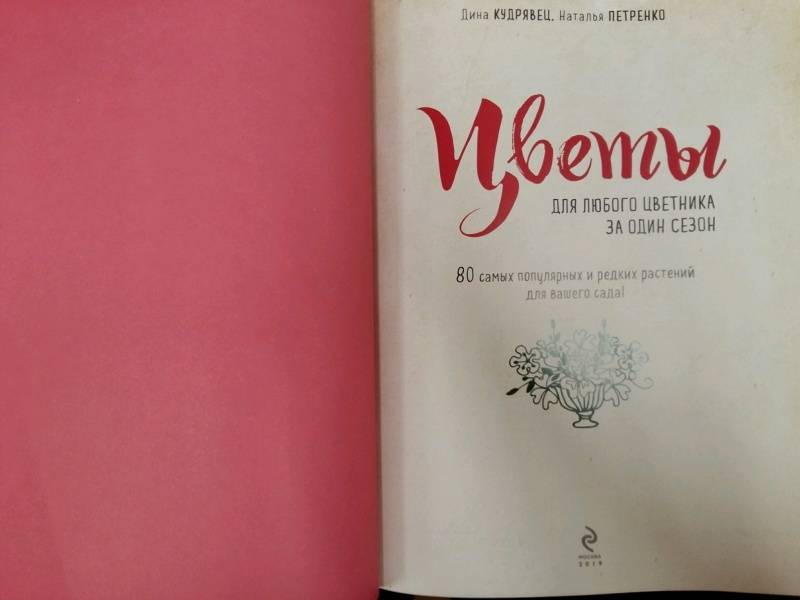 Дина КУДРЯВЕЦ, Наталья ПЕТРЕНКО
Цветы
ДЛЯ ЛЮБОГО ЦВЕТНИКА
ЗА ОДИН СЕЗОН
80 самых популярных и редких растений
для вашего сада!
МОСКВА
2019